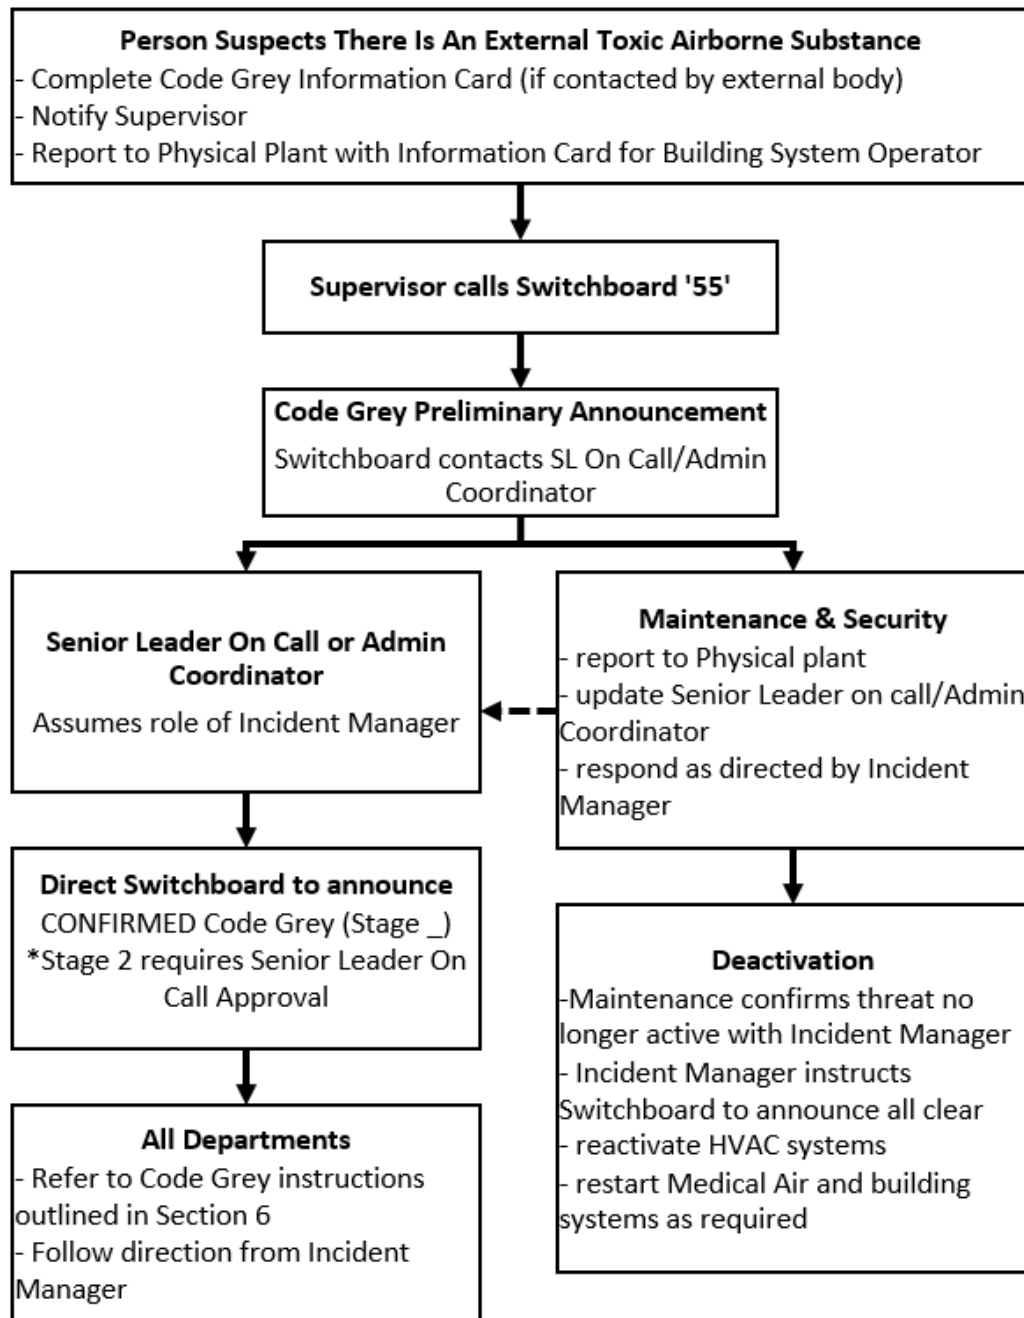 Person Suspects There Is An External Toxic Airborne Substance
- Complete Code Grey Information Card (if contacted by external body)
- Notify Supervisor
- Report to Physical Plant with Information Card for Building System Operator
Supervisor calls Switchboard '55'
Code Grey Preliminary Announcement
Switchboard contacts SL On Call/Admin
Coordinator
Senior Leader On Call or Admin
Coordinator
Assumes role of Incident Manager
Maintenance & Security
- report to Physical plant
- update Senior Leader on call/Admin
Coordinator
- respond as directed by Incident
Manager
Direct Switchboard to announce
CONFIRMED Code Grey (Stage _)
*Stage 2 requires Senior Leader On
Call Approval
Deactivation
-Maintenance confirms threat no
longer active with Incident Manager
- Incident Manager instructs
Switchboard to announce all clear
- reactivate HVAC systems
- restart Medical Air and building
systems as required
All Departments
- Refer to Code Grey instructions
outlined in Section 6
- Follow direction from Incident
Manager